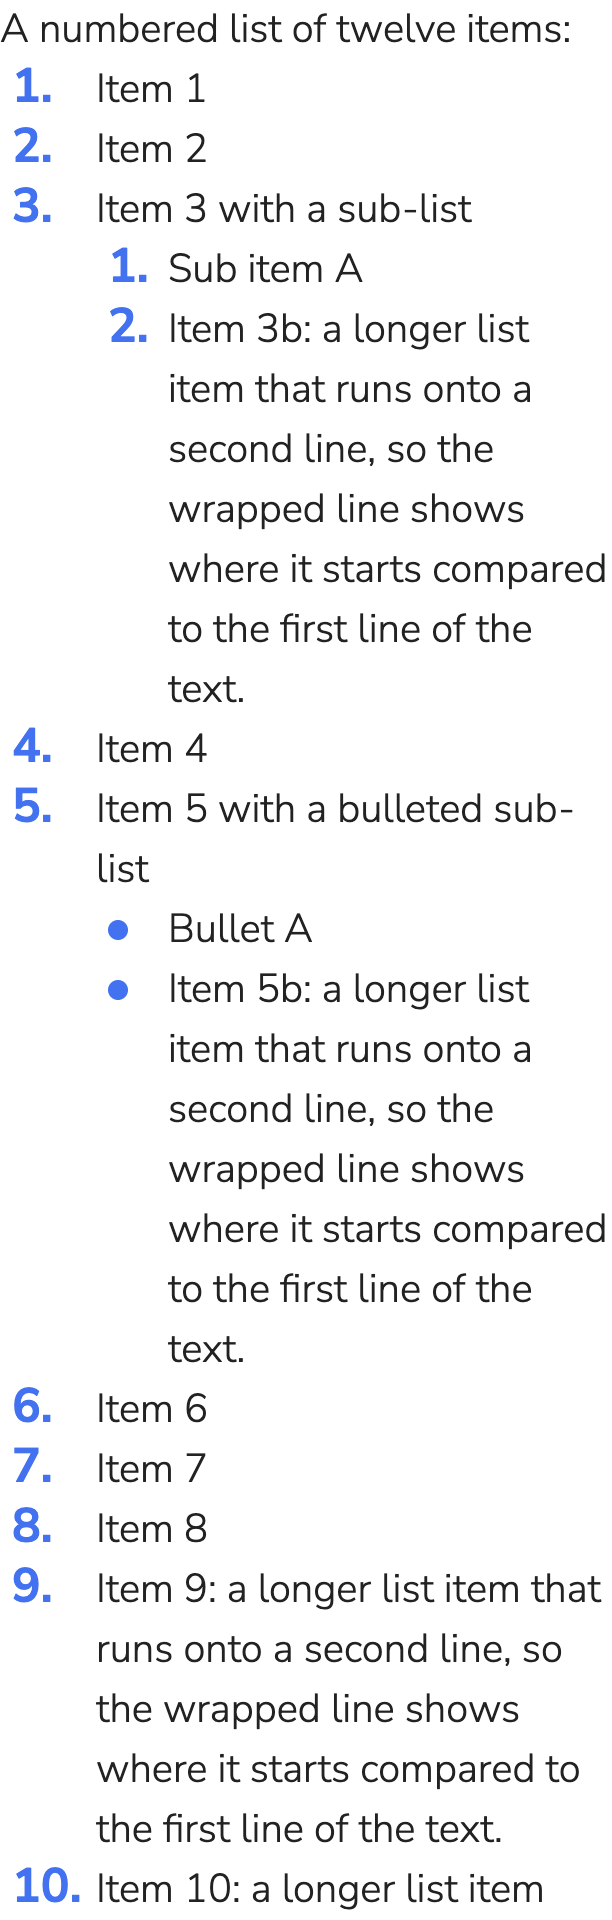 A numbered list of twelve items:
1. Item 1
2. Item 2
3. Item 3 with a sub-list
1. Sub item A
2. Item 3b: a longer list
item that runs onto a
second line, so the
wrapped line shows
where it starts compared
to the first line of the
text.
4. Item 4
5. Item 5 with a bulleted sub-
list
• Bullet A
• Item 5b: a longer list
item that runs onto a
second line, so the
wrapped line shows
where it starts compared
to the first line of the
text.
6. Item 6
7. Item 7
8. Item 8
9. Item 9: a longer list item that
runs onto a second line, so
the wrapped line shows
where it starts compared to
the first line of the text.
10. Item 10: a longer list item